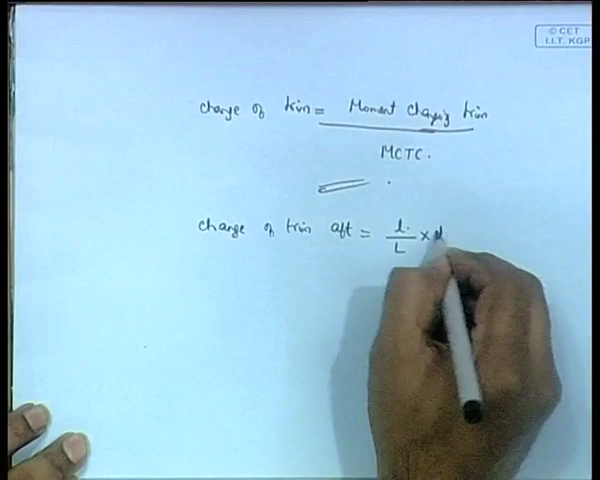 © CET
I.I.T. KGP
change of trim = Moment changing trim
MCTC.
change of trim aft = l. / L ×